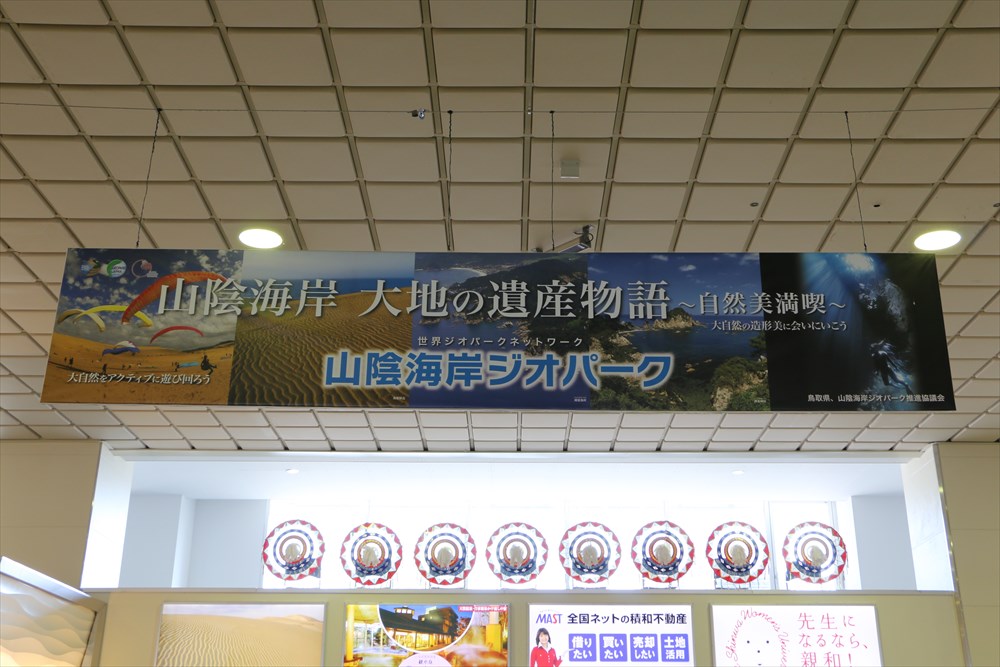 山陰海岸 大地の遺産物語 ～自然美満喫～
大自然の造形美に会いにいこう
世界ジオパークネットワーク
山陰海岸ジオパーク
大自然をアクティブに遊び回ろう
鳥取県、山陰海岸ジオパーク推進協議会
MAST 全国ネットの積和不動産
借りたい
買いたい
売却したい
土地活用
先生に
なるなら、
親和!